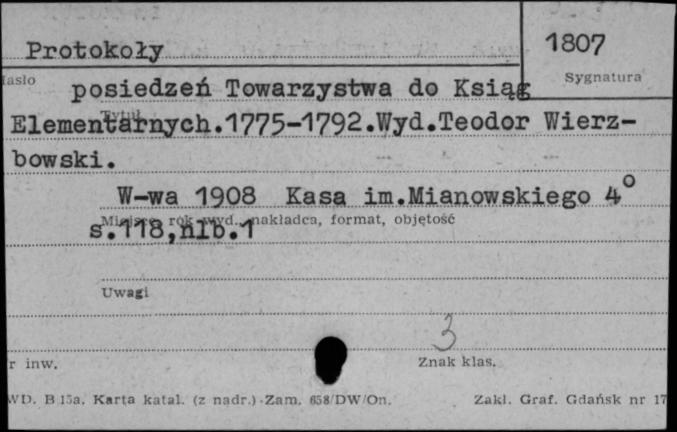 Protokoły 1807
asło Sygnatura
posiedzeń Towarzystwa do Ksiąg
Tytuł
Elementarnych.1775-1792.Wyd.Teodor Wierz-
bowski.
W-wa 1908 Kasa im.Mianowskiego 4°
Miejsce, rok wyd., nakładca, format, objętość
s.118,nlb.1
Uwagi
3
r inw. Znak klas.
WD. B 15a. Karta katal. (z nadr.) Zam. 658/DW/On. Zakł. Graf. Gdańsk nr 17